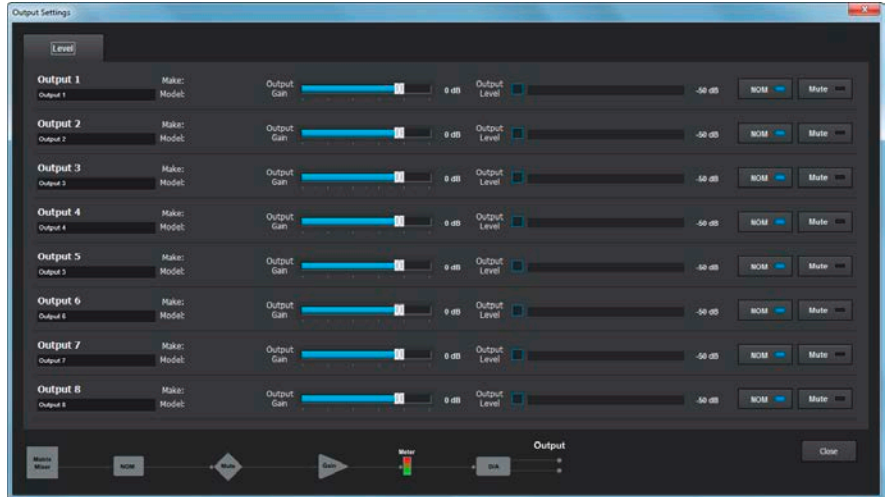 Output Settings
Level
Output 1 Make: Output Gain 0 dB Output Level -50 dB NOM Mute
Output 1 Model:
Output 2 Make: Output Gain 0 dB Output Level -50 dB NOM Mute
Output 2 Model:
Output 3 Make: Output Gain 0 dB Output Level -50 dB NOM Mute
Output 3 Model:
Output 4 Make: Output Gain 0 dB Output Level -50 dB NOM Mute
Output 4 Model:
Output 5 Make: Output Gain 0 dB Output Level -50 dB NOM Mute
Output 5 Model:
Output 6 Make: Output Gain 0 dB Output Level -50 dB NOM Mute
Output 6 Model:
Output 7 Make: Output Gain 0 dB Output Level -50 dB NOM Mute
Output 7 Model:
Output 8 Make: Output Gain 0 dB Output Level -50 dB NOM Mute
Output 8 Model:
Matrix Mixer NOM Mute Gain Meter D/A Output Close